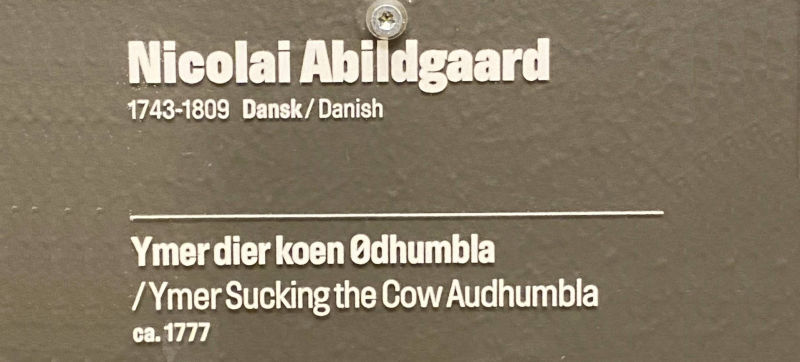 Nicolai Abildgaard
1743-1809 Dansk / Danish
Ymer dier koen Ødhumbla
/ Ymer Sucking the Cow Audhumbla
ca. 1777